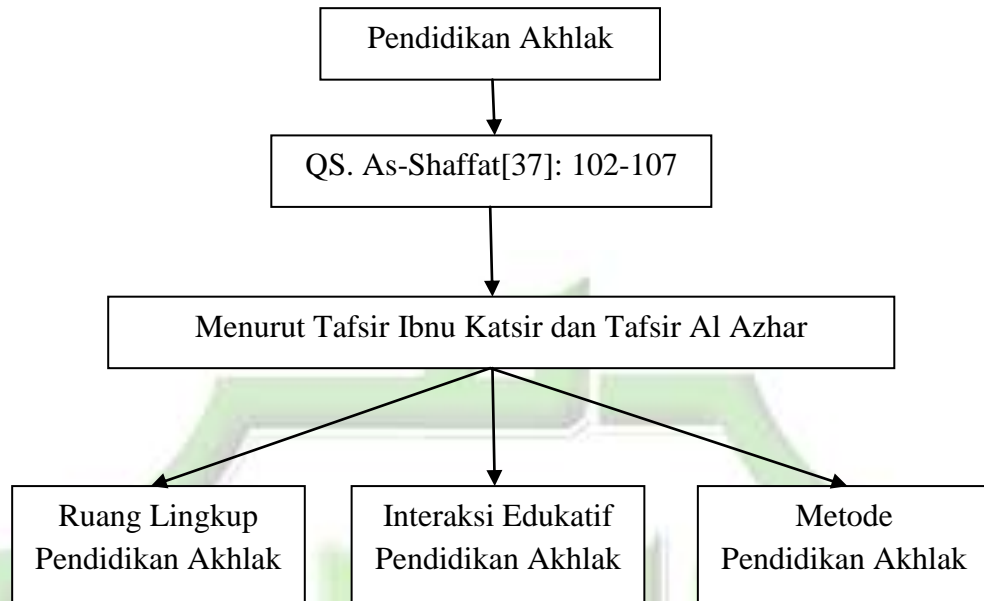 Pendidikan Akhlak
QS. As-Shaffat[37]: 102-107
Menurut Tafsir Ibnu Katsir dan Tafsir Al Azhar
Ruang Lingkup
Pendidikan Akhlak
Interaksi Edukatif
Pendidikan Akhlak
Metode
Pendidikan Akhlak